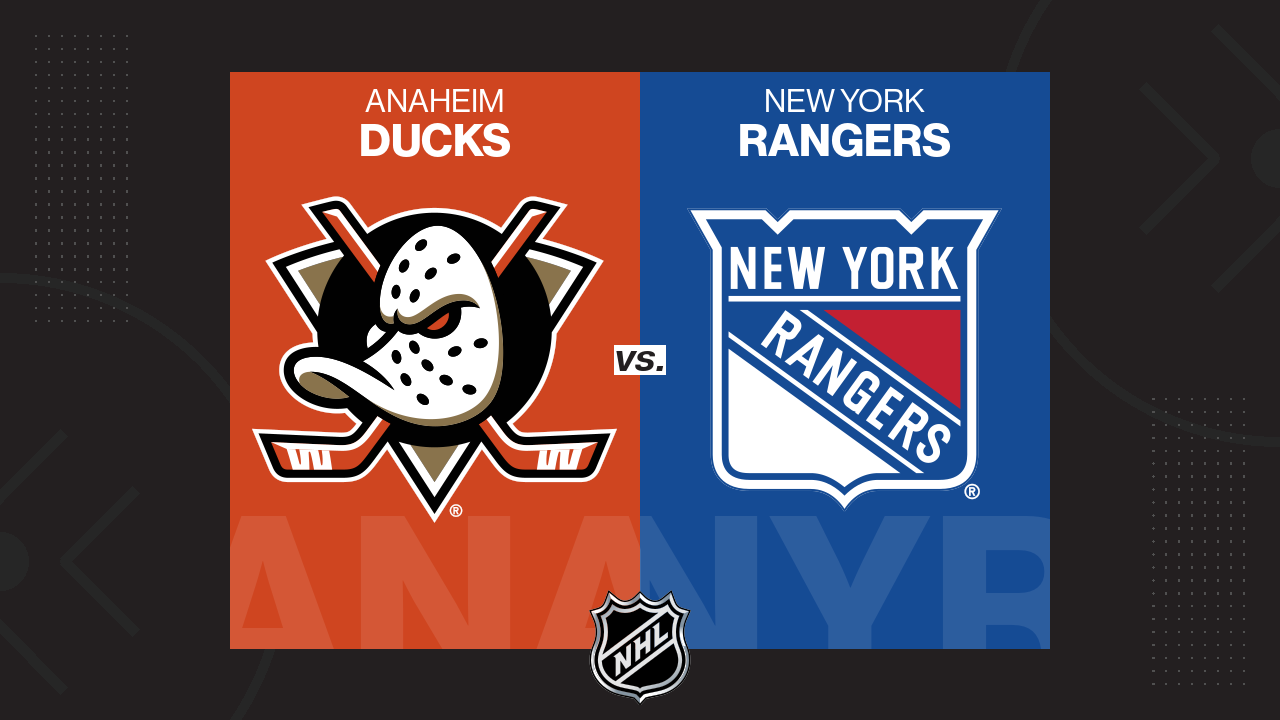 ANAHEIM
DUCKS
NEW YORK
RANGERS
vs.
NEW YORK
RANGERS
®
®
ANA
NYR
NHL